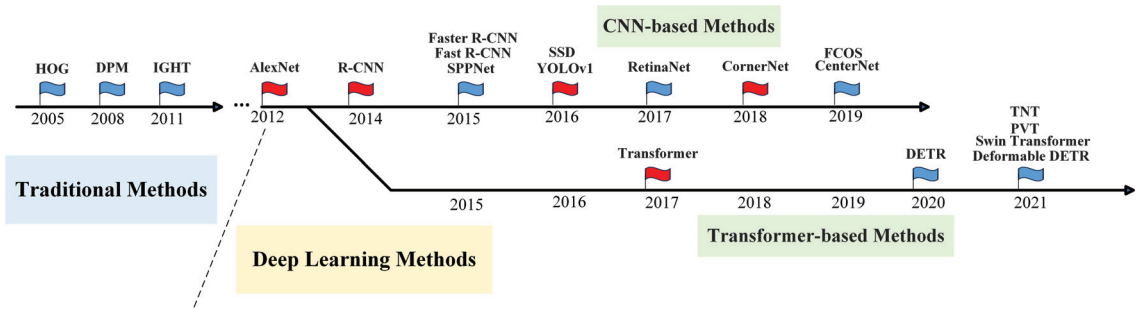 CNN-based Methods
Faster R-CNN
Fast R-CNN
SPPNet
SSD
YOLOv1
FCOS
CenterNet
HOG
DPM
IGHT
AlexNet
R-CNN
RetinaNet
CornerNet
...
2005
2008
2011
2012
2014
2015
2016
2017
2018
2019
TNT
PVT
Swin Transformer
Deformable DETR
Transformer
DETR
Traditional Methods
2015
2016
2017
2018
2019
2020
2021
Transformer-based Methods
Deep Learning Methods